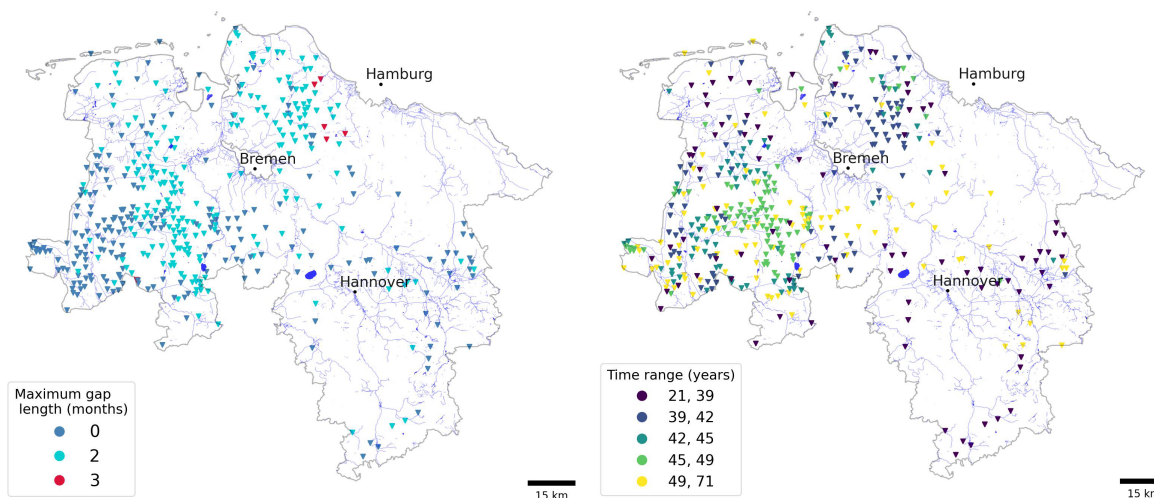 Hamburg
Bremen
Hannover
Maximum gap
length (months)
0
2
3
15 km
Hamburg
Bremen
Hannover
Time range (years)
21, 39
39, 42
42, 45
45, 49
49, 71
15 km